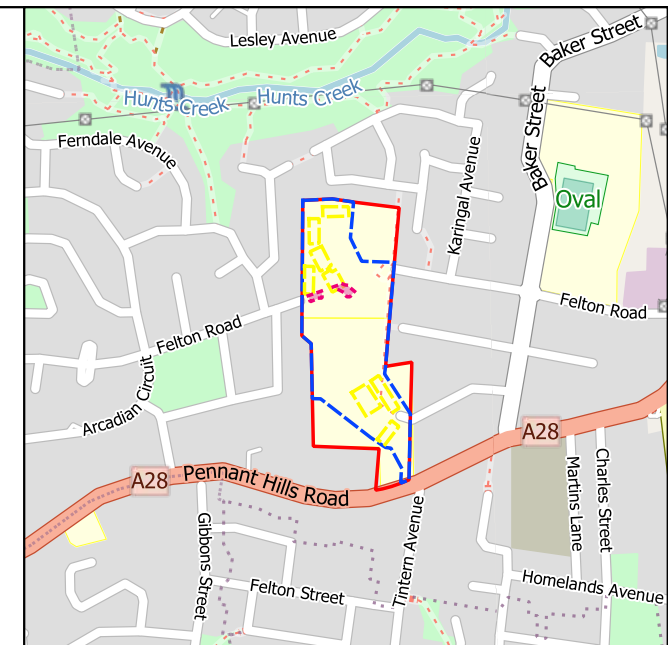 Lesley Avenue
Baker Street
Hunts Creek
Hunts Creek
Ferndale Avenue
Baker Street
Karingal Avenue
Oval
Felton Road
Felton Road
Arcadian Circuit
A28
A28
Pennant Hills Road
Martins Lane
Charles Street
Gibbons Street
Tintern Avenue
Felton Street
Homelands Avenue